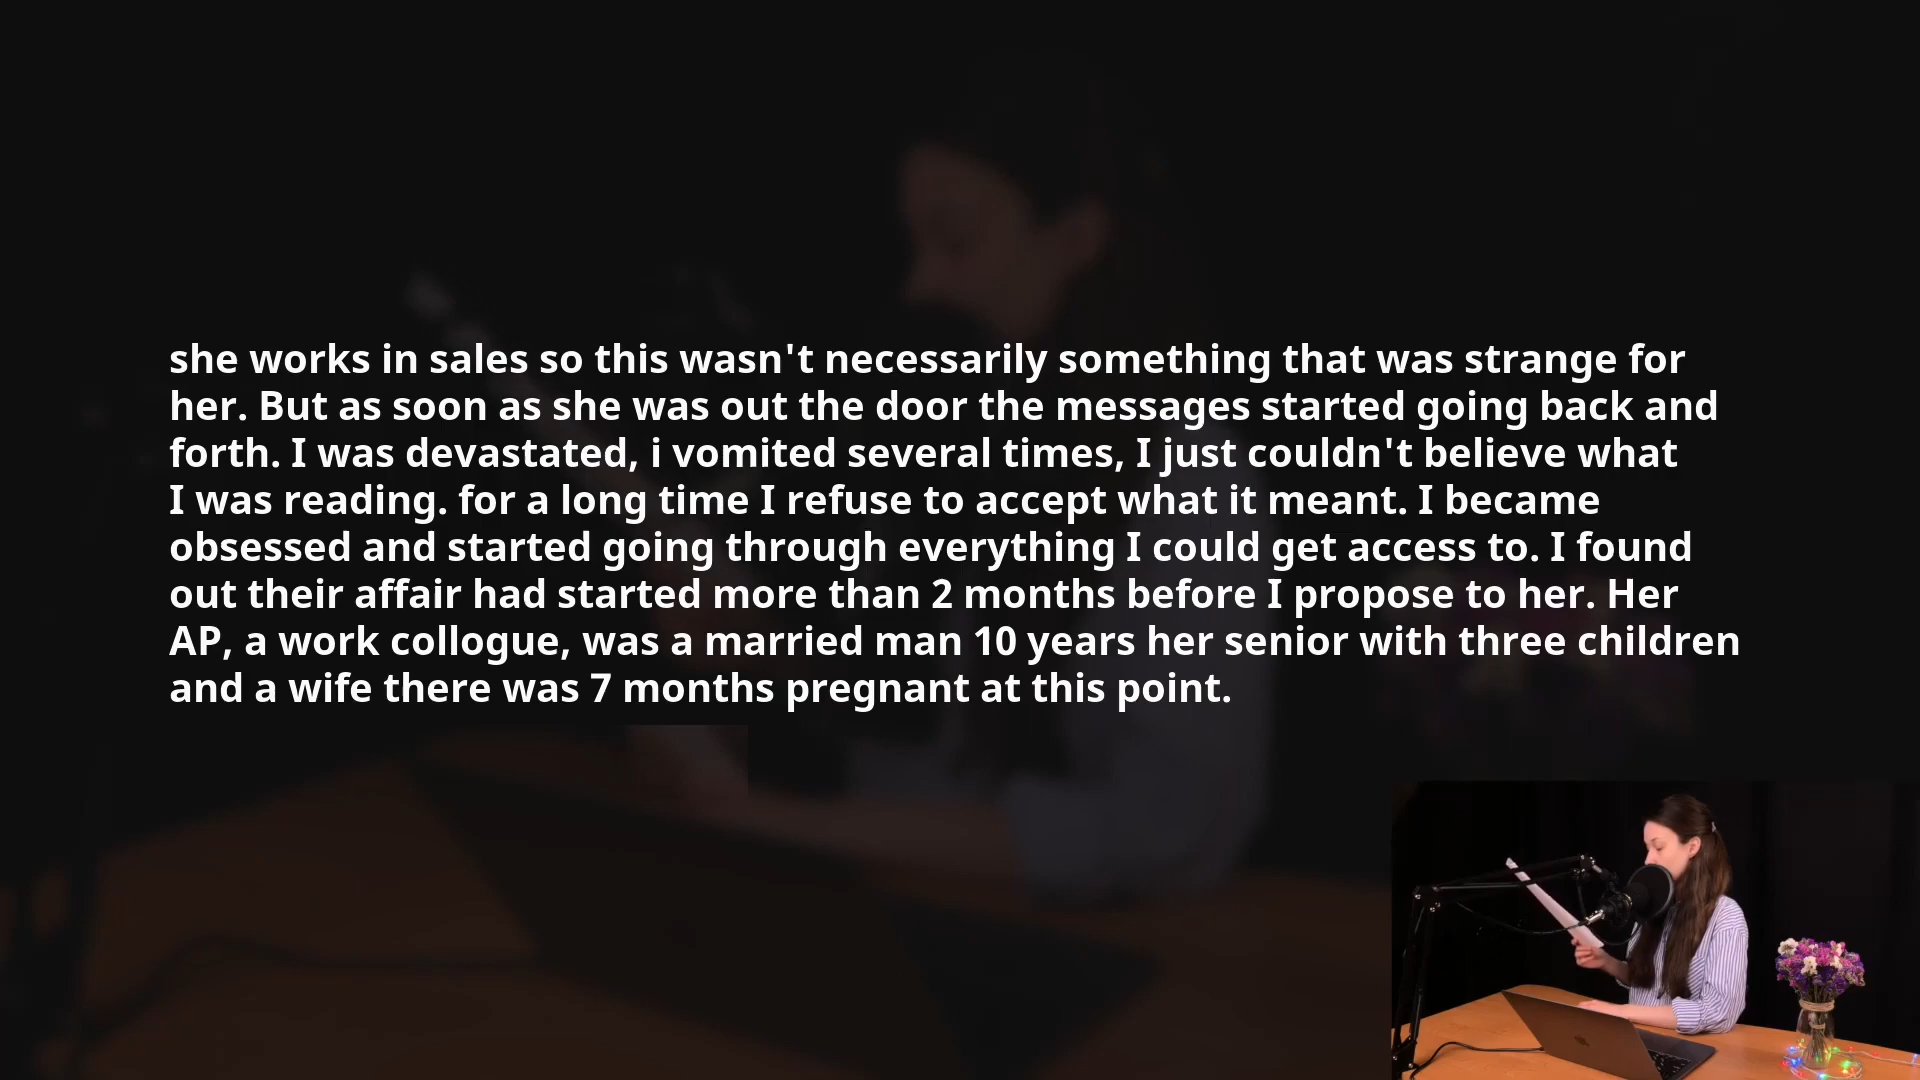 she works in sales so this wasn't necessarily something that was strange for
her. But as soon as she was out the door the messages started going back and
forth. I was devastated, i vomited several times, I just couldn't believe what
I was reading. for a long time I refuse to accept what it meant. I became
obsessed and started going through everything I could get access to. I found
out their affair had started more than 2 months before I propose to her. Her
AP, a work collogue, was a married man 10 years her senior with three children
and a wife there was 7 months pregnant at this point.